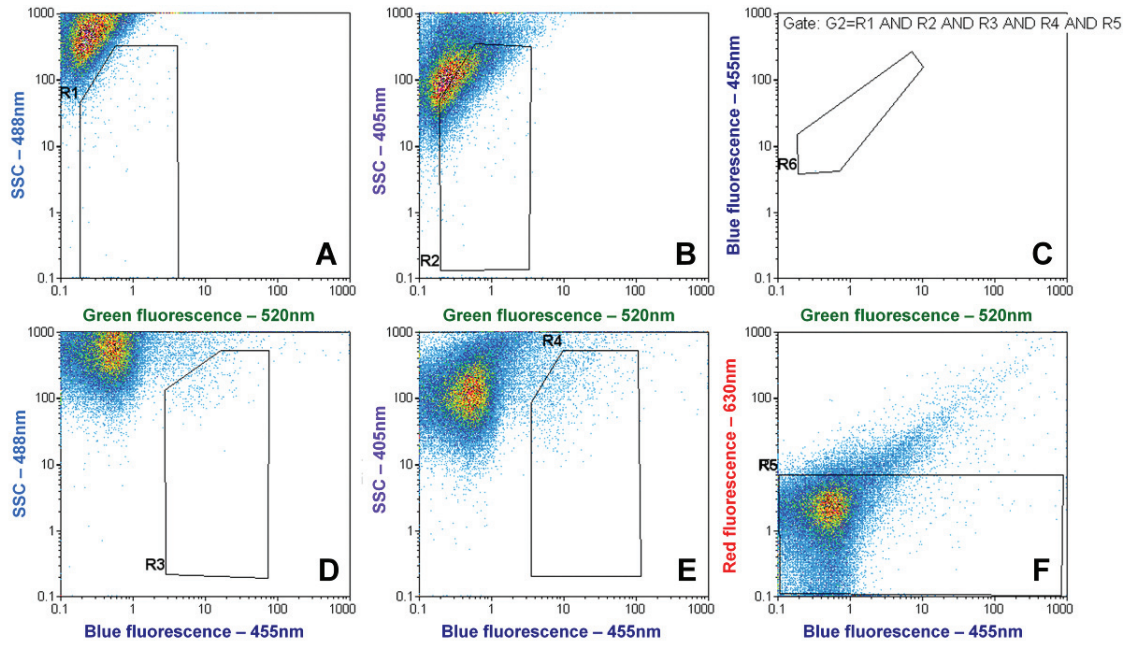 1000
100
10
1
0.1
SSC – 488nm
R1
A
0.1 1 10 100 1000
Green fluorescence – 520nm
1000
100
10
1
0.1
SSC – 405nm
R2
B
0.1 1 10 100 1000
Green fluorescence – 520nm
Gate: G2=R1 AND R2 AND R3 AND R4 AND R5
1000
100
10
1
0.1
Blue fluorescence – 455nm
R6
C
0.1 1 10 100 1000
Green fluorescence – 520nm
1000
100
10
1
0.1
SSC – 488nm
R3
D
0.1 1 10 100 1000
Blue fluorescence – 455nm
1000
100
10
1
0.1
SSC – 405nm
R4
E
0.1 1 10 100 1000
Blue fluorescence – 455nm
1000
100
10
1
0.1
Red fluorescence – 630nm
R5
F
0.1 1 10 100 1000
Blue fluorescence – 455nm